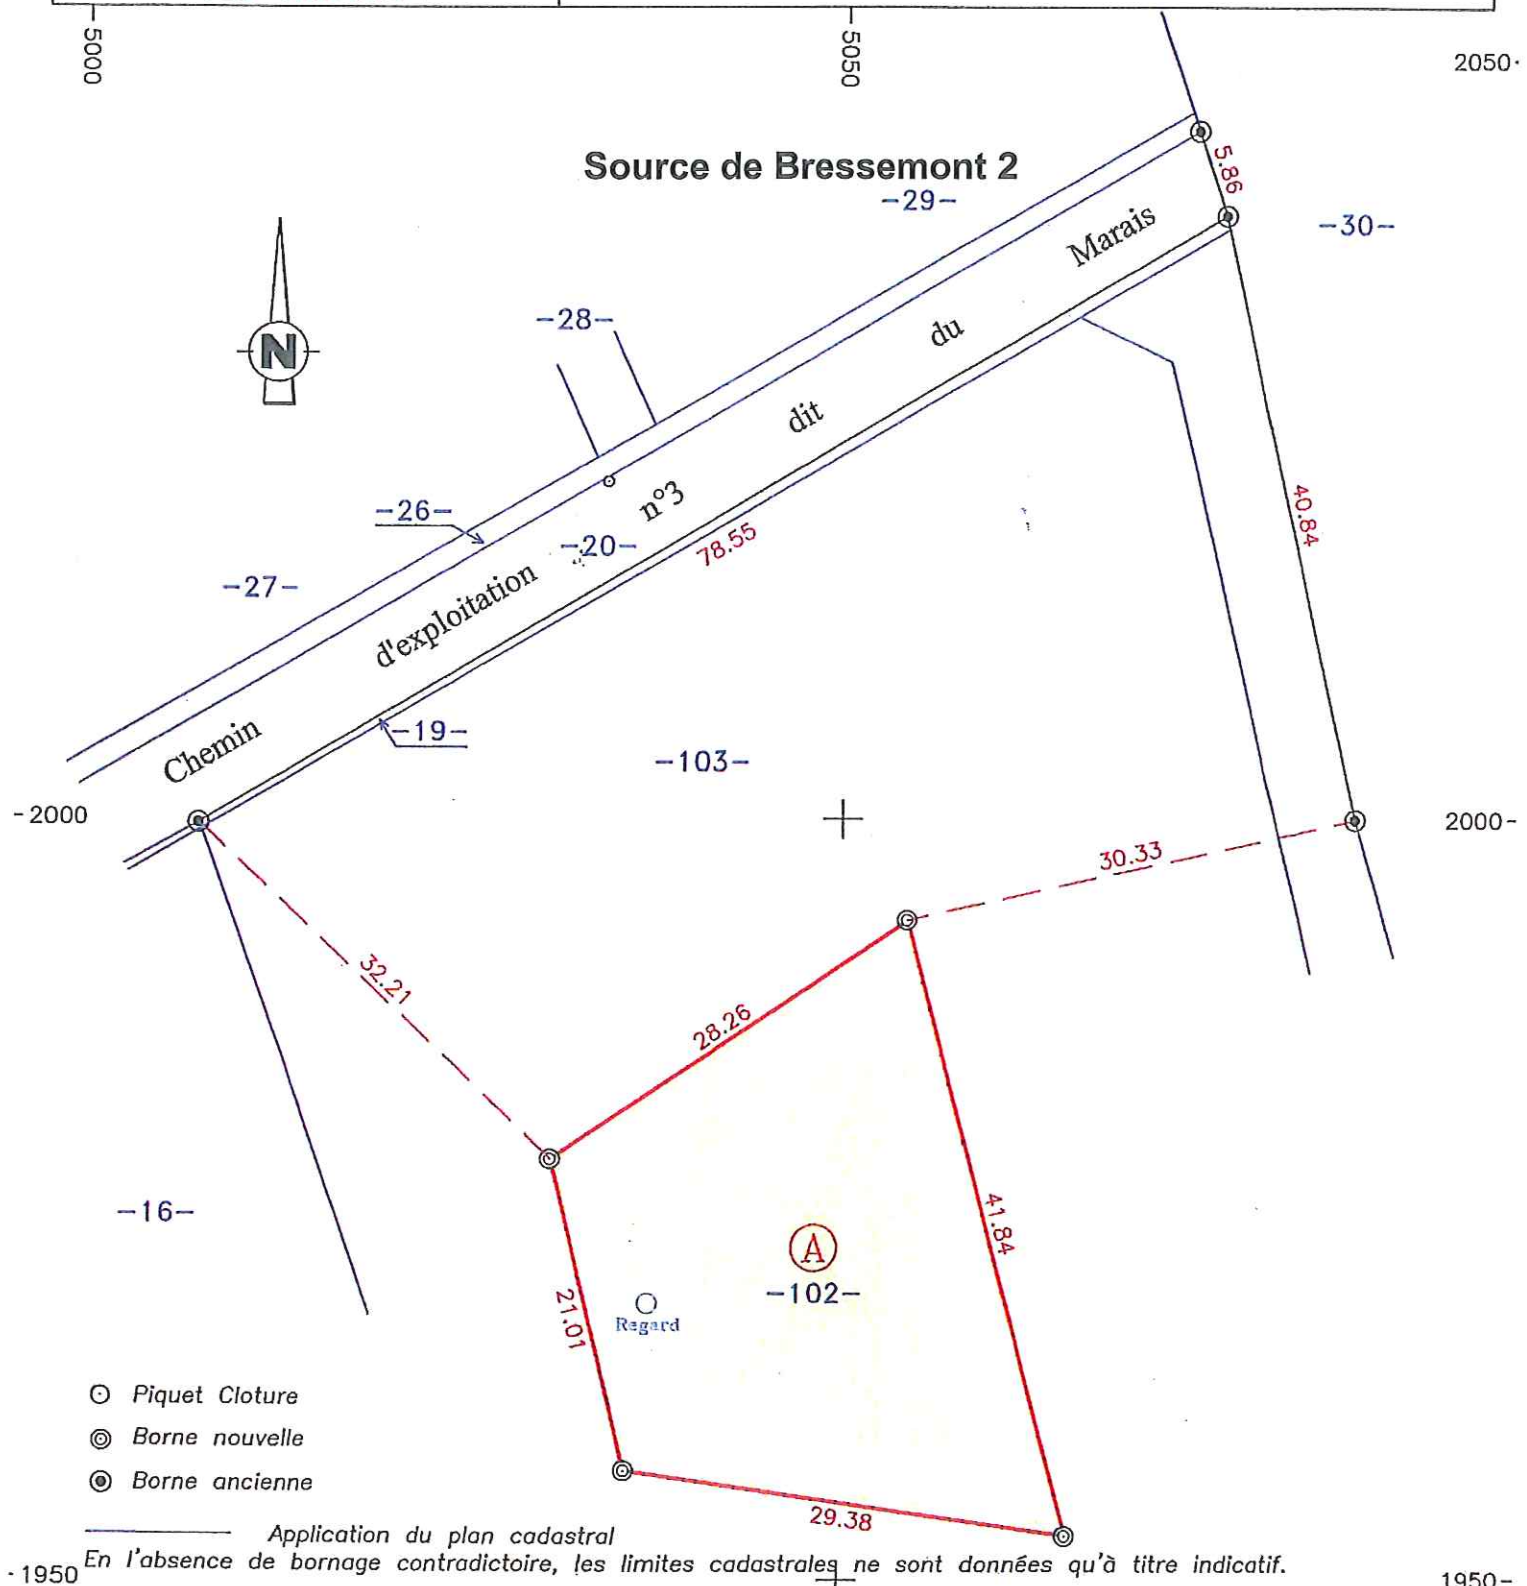 5000
5050
2050-
Source de Bressemont 2
-29-
5.86
-30-
Marais
-28-
du
N
dit
40.84
-26-
n°3
78.55
-20-
-27-
d'exploitation
-19-
Chemin
-103-
-2000
2000-
30.33
32.21
28.26
-16-
41.84
A
-102-
21.01
Regard
Piquet Cloture
Borne nouvelle
Borne ancienne
29.38
Application du plan cadastral
En l'absence de bornage contradictoire, les limites cadastrales ne sont données qu'à titre indicatif.
-1950
1950-